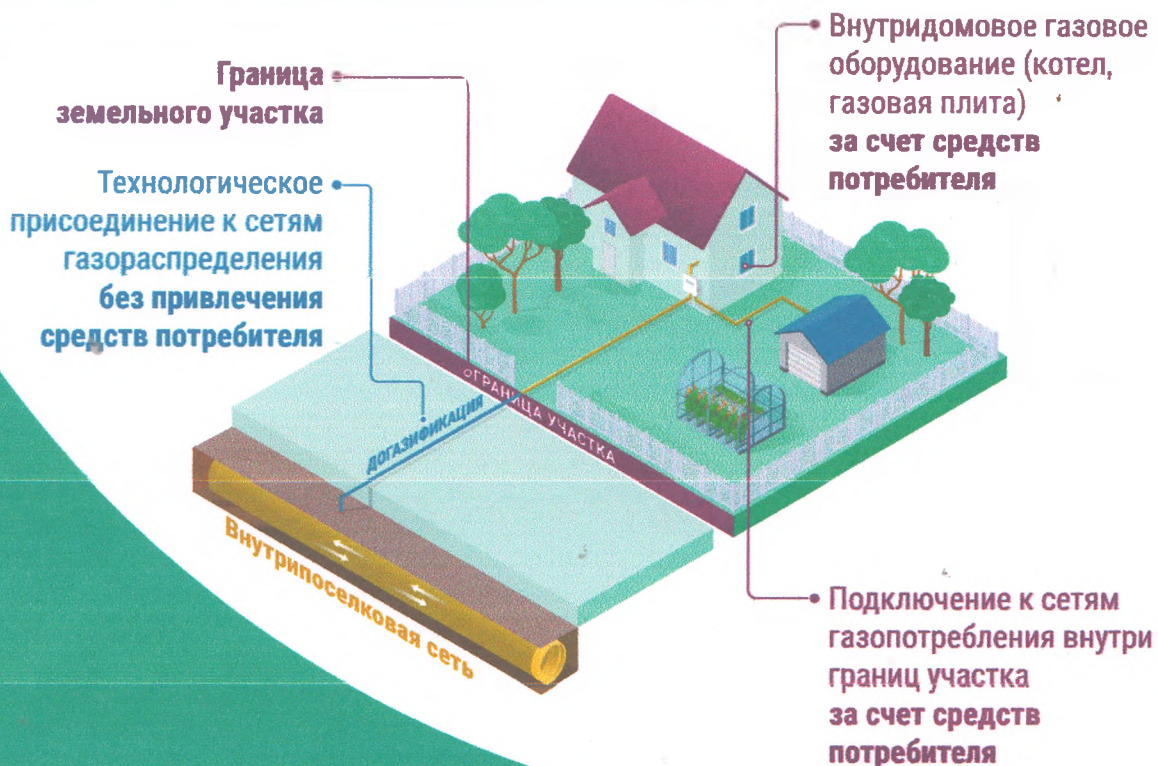 Граница
земельного участка
Технологическое
присоединение к сетям
газораспределения
без привлечения
средств потребителя
Внутридомовое газовое
оборудование (котел,
газовая плита)
за счет средств
потребителя
ГРАНИЦА УЧАСТКА
ДОГАЗИФИКАЦИЯ
Внутрипоселковая сеть
Подключение к сетям
газопотребления внутри
границ участка
за счет средств
потребителя